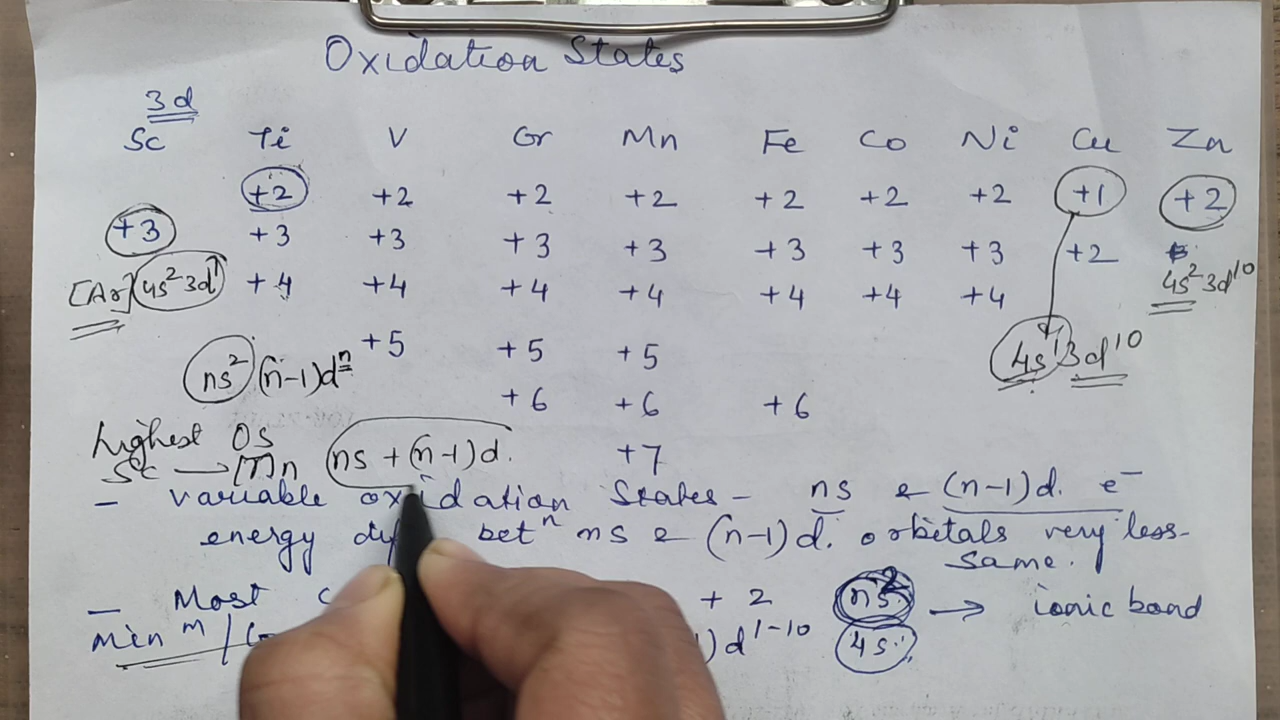 Oxidation States
3d
Sc Ti V Cr Mn Fe Co Ni Cu Zn
+2 +2 +2 +2 +2 +2 +2 +1 +2
+3 +3 +3 +3 +3 +3 +3 +3 +2
[Ar] 4s² 3d¹ +4 +4 +4 +4 +4 +4 +4 4s² 3d¹⁰
+5 +5 +5 4s¹ 3d¹⁰
ns² (n-1)dⁿ
+6 +6 +6
highest OS
Sc → Mn ns + (n-1)d. +7
- variable oxidation States - ns & (n-1)d. e⁻
energy betⁿ ns & (n-1)d. orbitals very less-
same.
- Most +2 ns² → ionic bond
minᵐ / )d¹⁻¹⁰ 4s